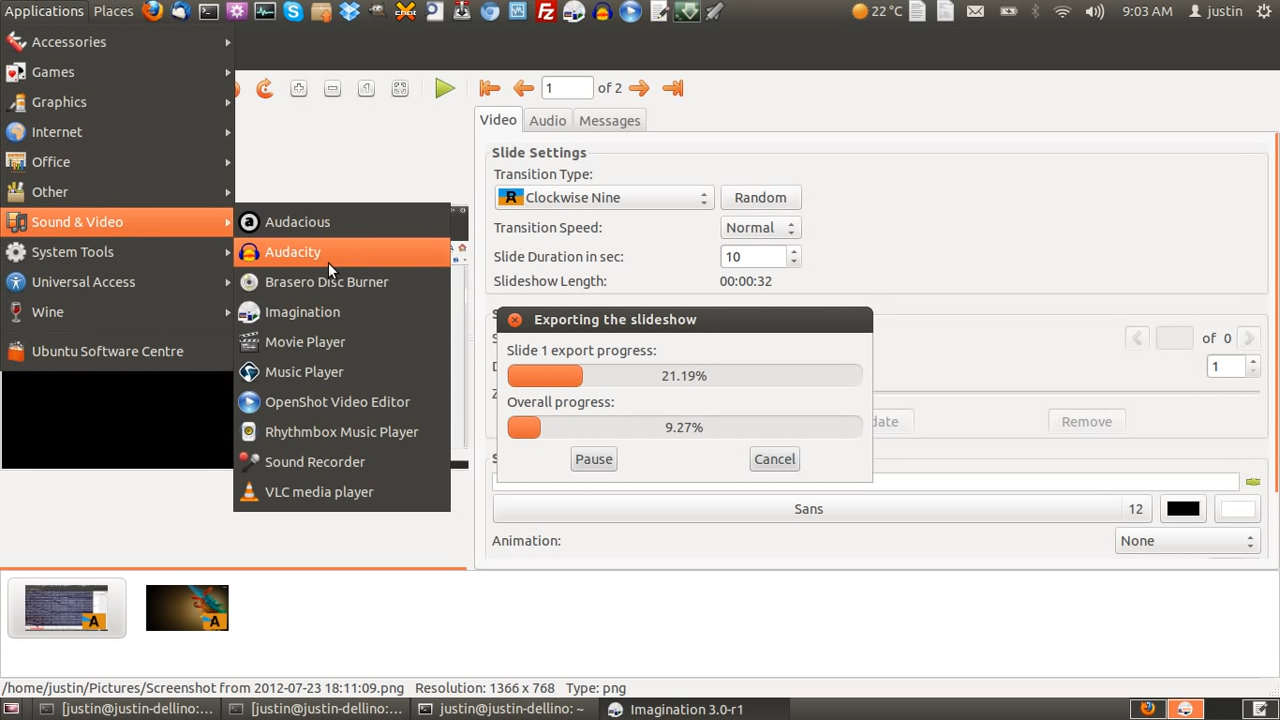 Applications Places 22 °C 9:03 AM justin
Accessories
Games
Graphics
Internet
Office
Other
Sound & Video
System Tools
Universal Access
Wine
Ubuntu Software Centre
Audacious
Audacity
Brasero Disc Burner
Imagination
Movie Player
Music Player
OpenShot Video Editor
Rhythmbox Music Player
Sound Recorder
VLC media player
1 of 2
Video Audio Messages
Slide Settings
Transition Type:
Clockwise Nine Random
Transition Speed: Normal
Slide Duration in sec: 10
Slideshow Length: 00:00:32
of 0
1
Exporting the slideshow
Slide 1 export progress:
21.19%
Overall progress:
9.27%
Pause Cancel
date Remove
Sans 12
Animation: None
/home/justin/Pictures/Screenshot from 2012-07-23 18:11:09.png Resolution: 1366 x 768 Type: png
[justin@justin-dellino:... [justin@justin-dellino:... justin@justin-dellino: ~ Imagination 3.0-r1